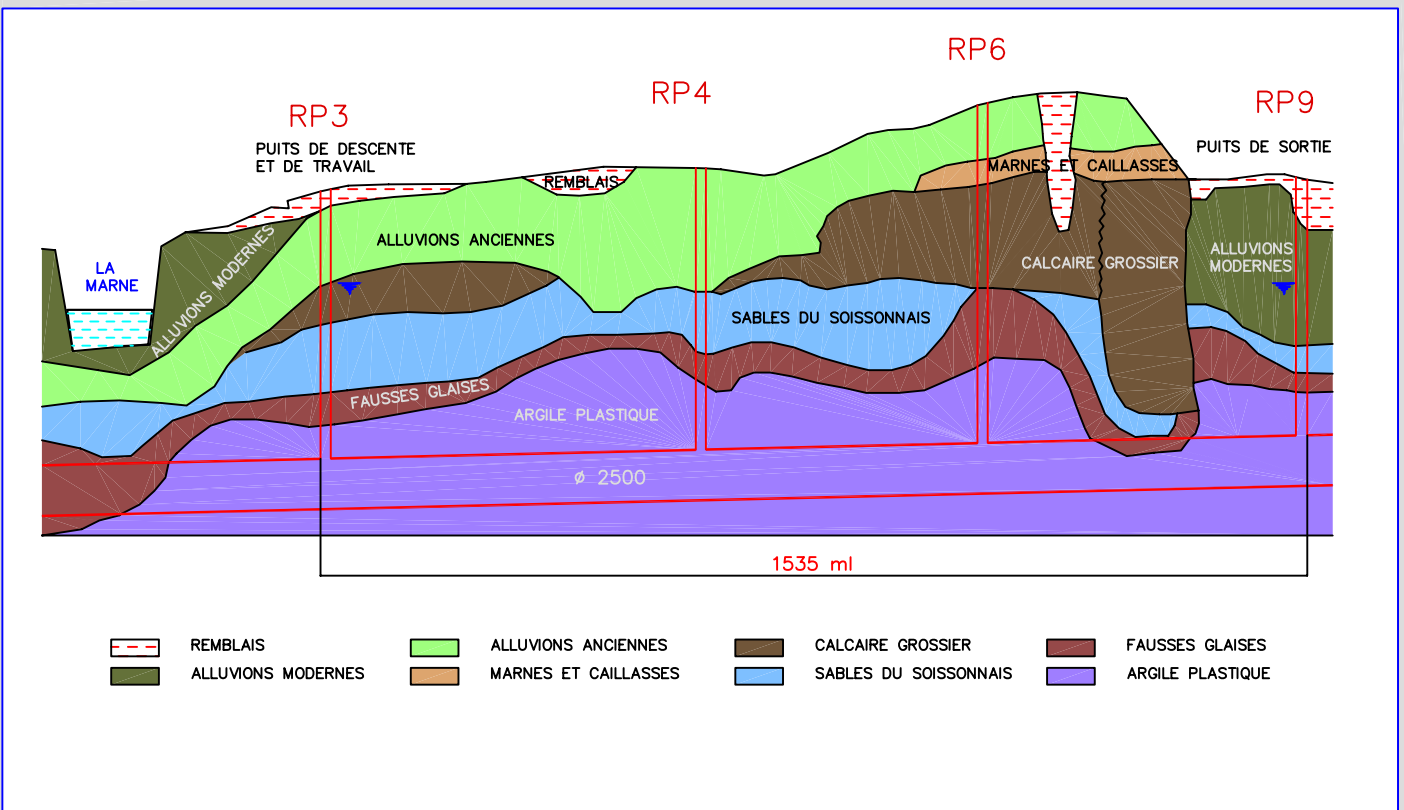 RP6
RP4
RP9
RP3
PUITS DE DESCENTE
ET DE TRAVAIL
PUITS DE SORTIE
MARNES ET CAILLASSES
REMBLAIS
ALLUVIONS ANCIENNES
ALLUVIONS MODERNES
LA
MARNE
CALCAIRE GROSSIER
ALLUVIONS
MODERNES
SABLES DU SOISSONNAIS
FAUSSES GLAISES
ARGILE PLASTIQUE
ø 2500
1535 ml
REMBLAIS
ALLUVIONS ANCIENNES
CALCAIRE GROSSIER
FAUSSES GLAISES
ALLUVIONS MODERNES
MARNES ET CAILLASSES
SABLES DU SOISSONNAIS
ARGILE PLASTIQUE